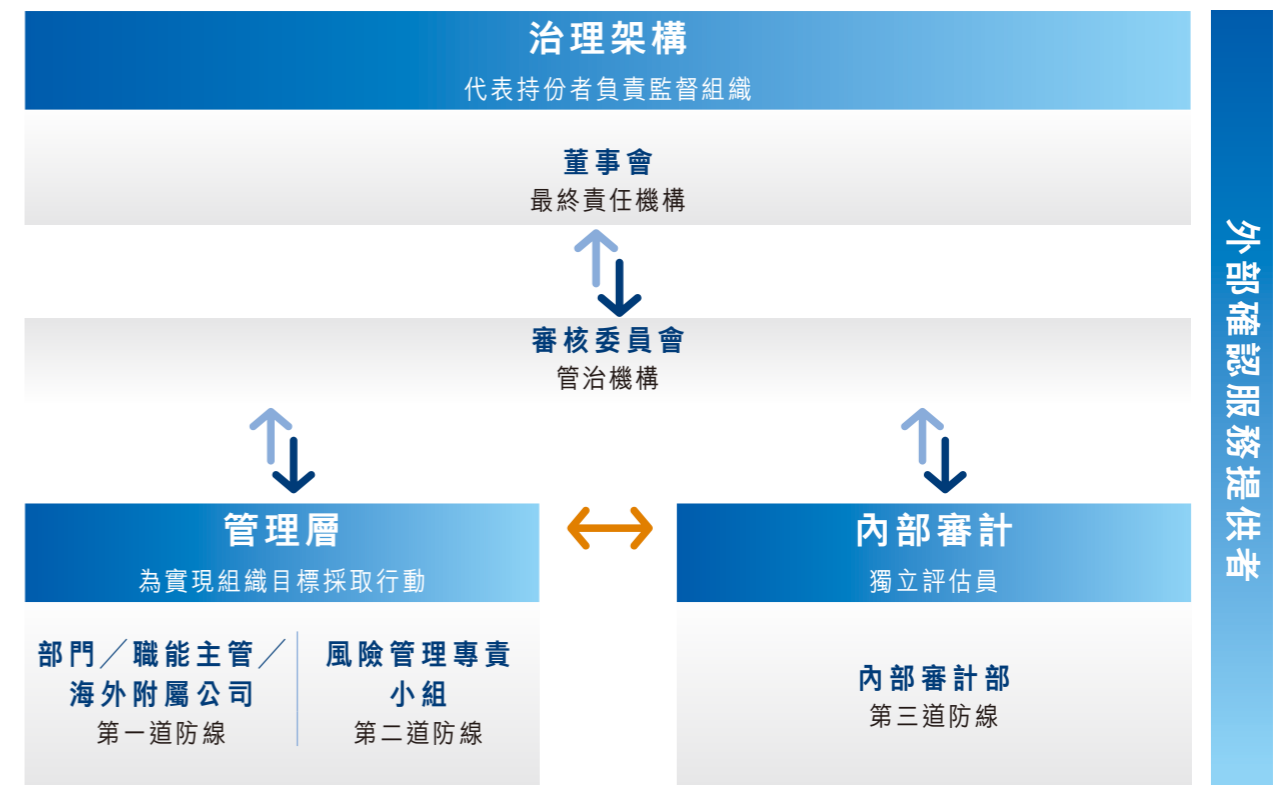 治理架構
代表持份者負責監督組織
董事會
最終責任機構
審核委員會
管治機構
管理層
為實現組織目標採取行動
部門／職能主管／
海外附屬公司
第一道防線
風險管理專責
小組
第二道防線
內部審計
獨立評估員
內部審計部
第三道防線
外部確認服務提供者